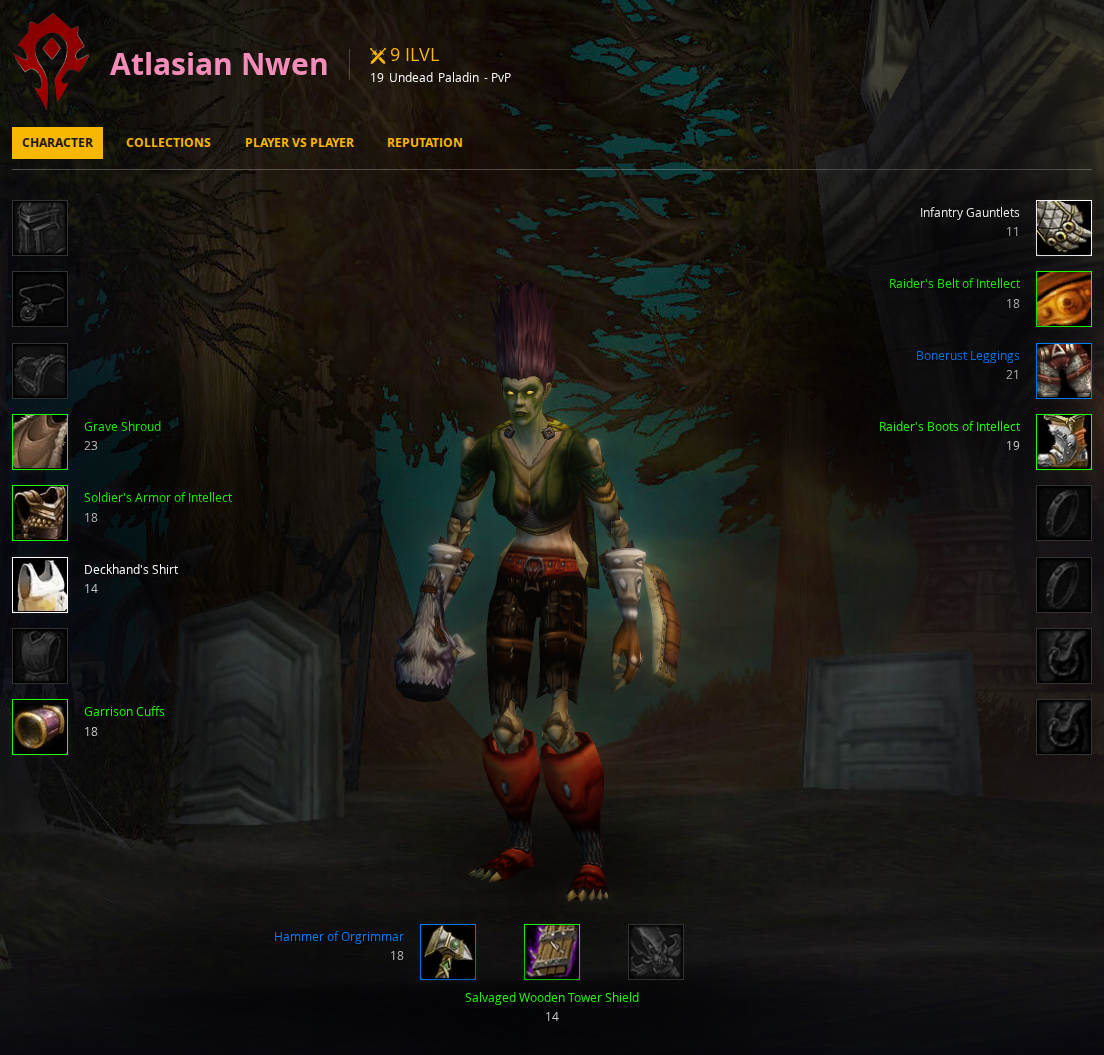 Atlasian Nwen
9 ILVL
19 Undead Paladin - PvP
CHARACTER
COLLECTIONS
PLAYER VS PLAYER
REPUTATION
Grave Shroud
23
Soldier's Armor of Intellect
18
Deckhand's Shirt
14
Garrison Cuffs
18
Infantry Gauntlets
11
Raider's Belt of Intellect
18
Bonerust Leggings
21
Raider's Boots of Intellect
19
Hammer of Orgrimmar
18
Salvaged Wooden Tower Shield
14